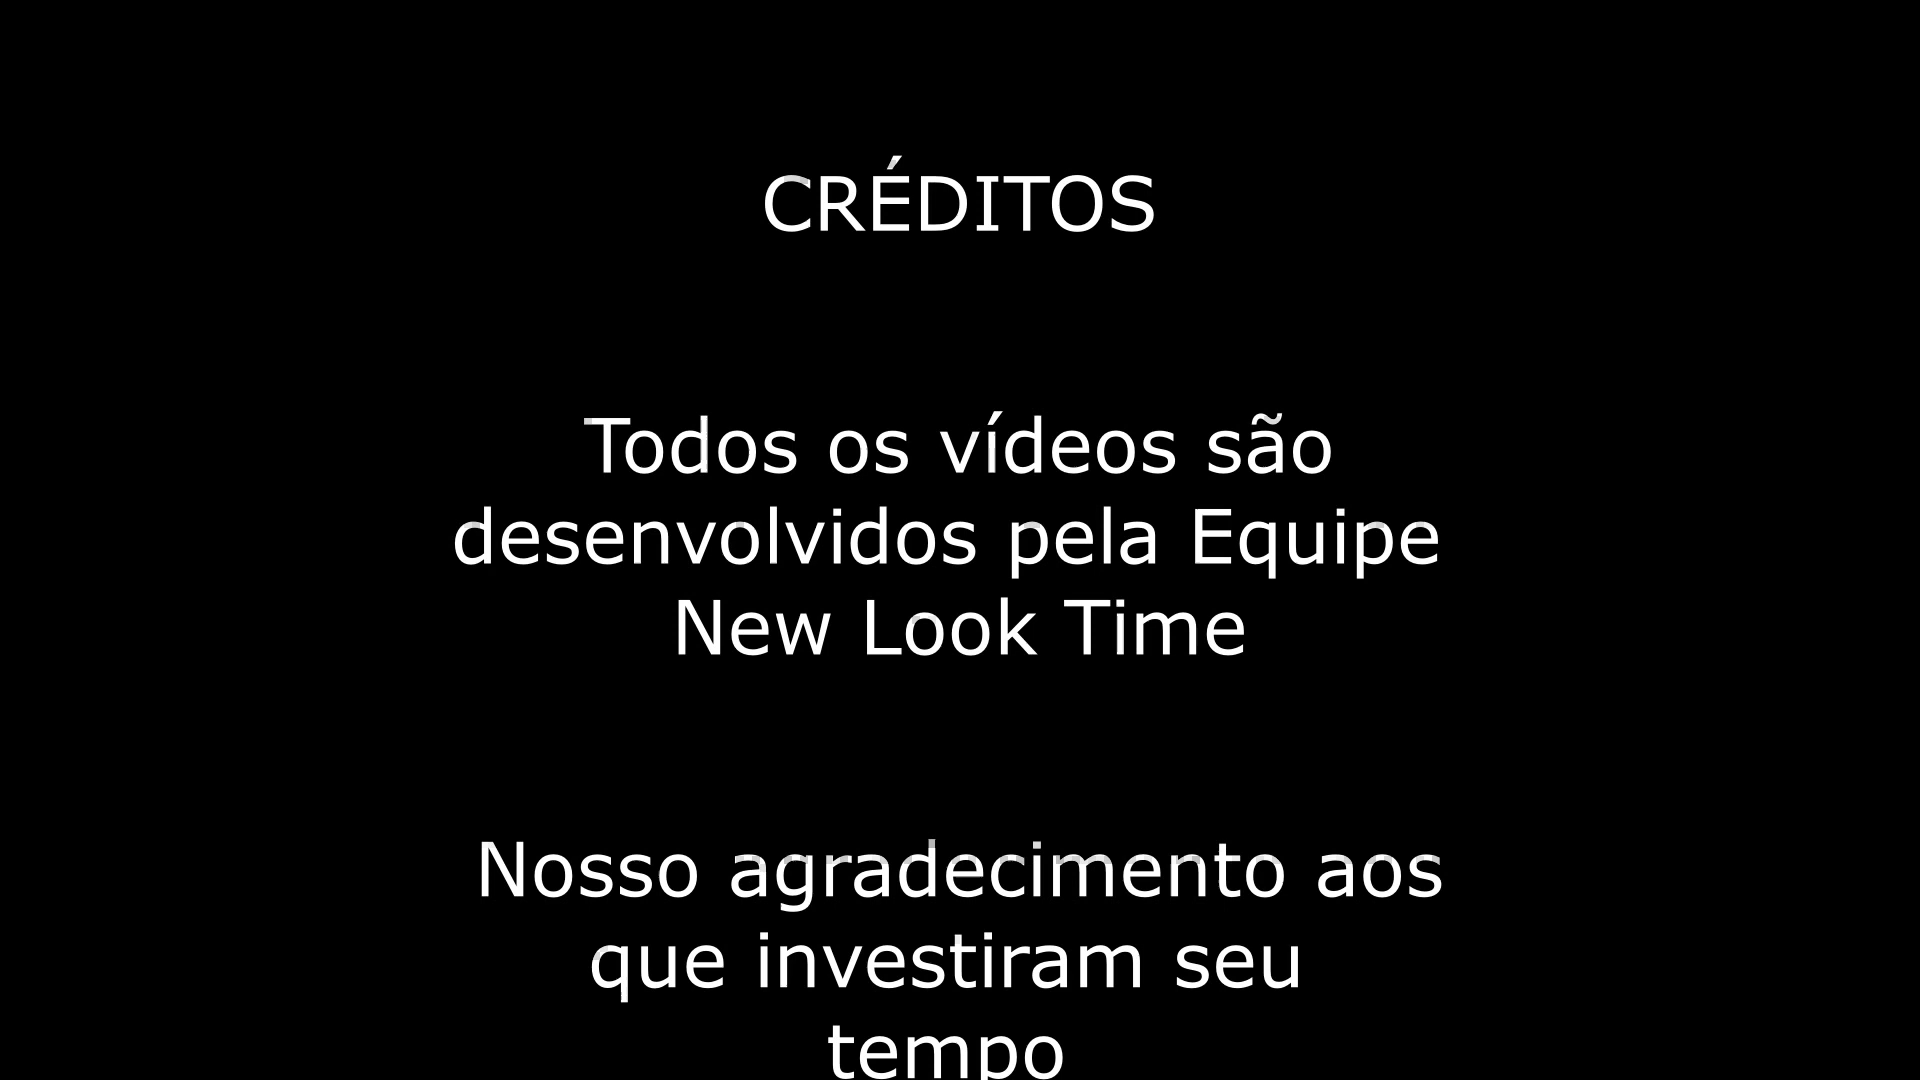 CRÉDITOS
Todos os vídeos são
desenvolvidos pela Equipe
New Look Time
Nosso agradecimento aos
que investiram seu
tempo